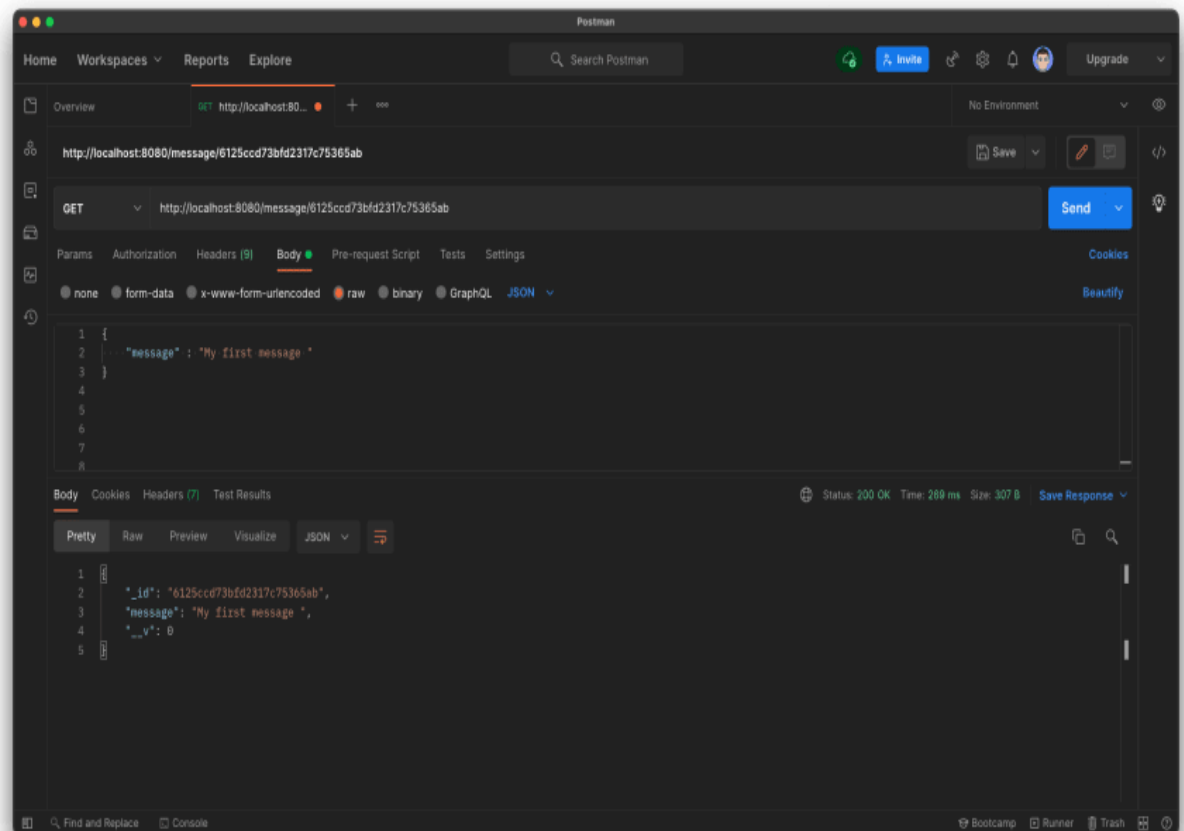 Postman
Home Workspaces Reports Explore Search Postman Invite Upgrade
Overview GET http://localhost:80... No Environment
http://localhost:8080/message/6125ccd73bfd2317c75365ab Save
GET http://localhost:8080/message/6125ccd73bfd2317c75365ab Send
Params Authorization Headers (9) Body Pre-request Script Tests Settings Cookies
none form-data x-www-form-urlencoded raw binary GraphQL JSON Beautify
1 {
2 "message" : "My first message "
3 }
4
5
6
7
8
Body Cookies Headers (7) Test Results Status: 200 OK Time: 269 ms Size: 307 B Save Response
Pretty Raw Preview Visualize JSON
1 {
2 "_id": "6125ccd73bfd2317c75365ab",
3 "message": "My first message ",
4 "__v": 0
5 }
Find and Replace Console Bootcamp Runner Trash